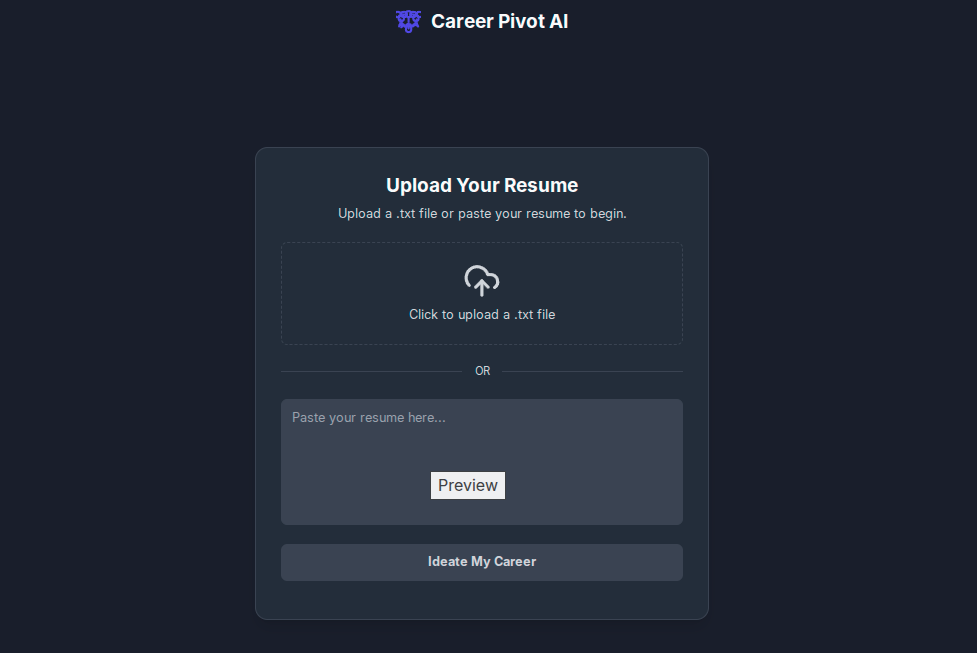 Career Pivot AI
Upload Your Resume
Upload a .txt file or paste your resume to begin.
Click to upload a .txt file
OR
Paste your resume here...
Preview
Ideate My Career